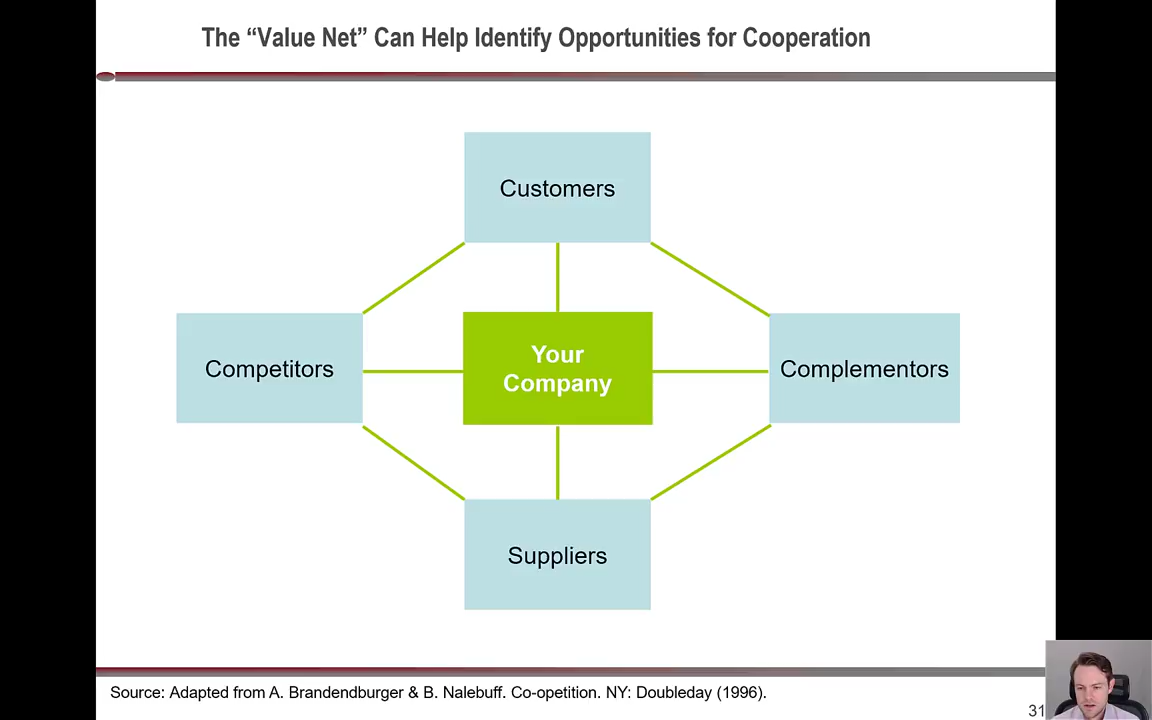 The “Value Net” Can Help Identify Opportunities for Cooperation
Customers
Competitors
Your
Company
Complementors
Suppliers
Source: Adapted from A. Brandendburger & B. Nalebuff. Co-opetition. NY: Doubleday (1996).
31